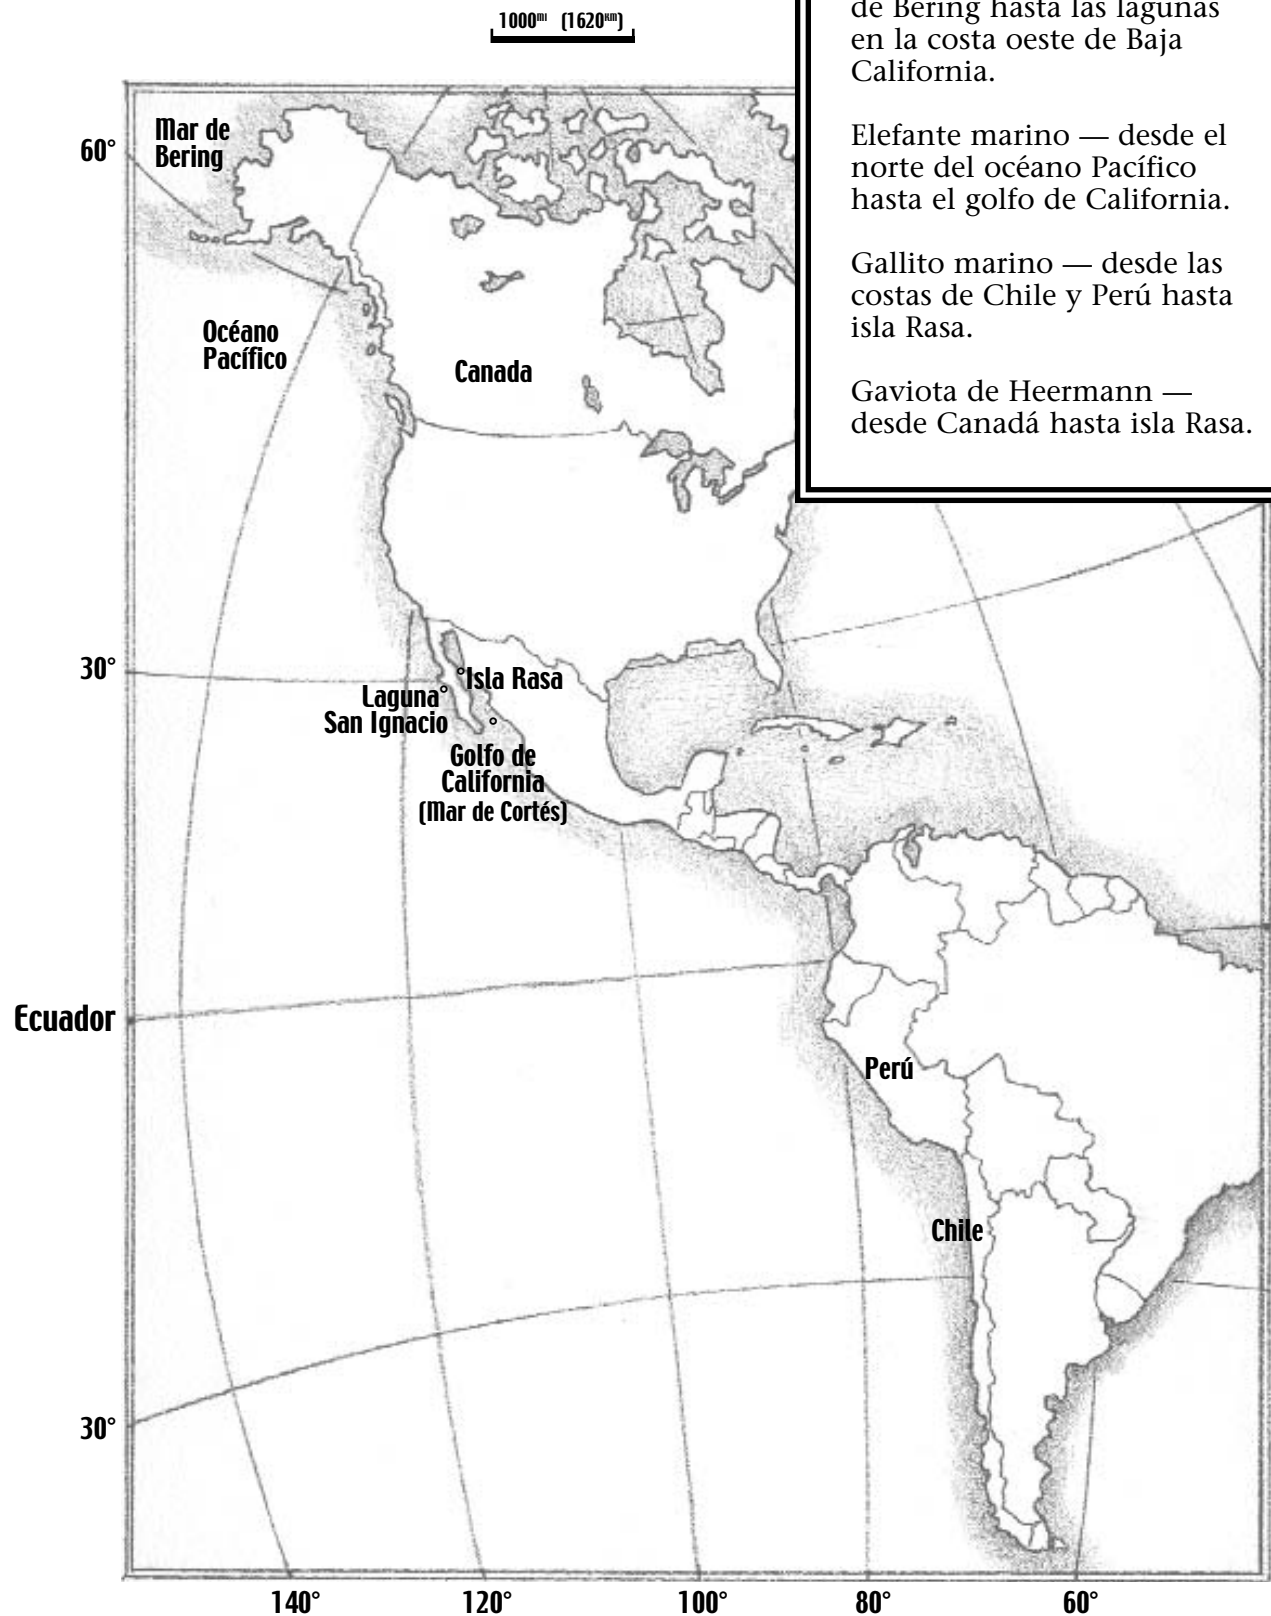 1000mi (1620km)
de Bering hasta las lagunas
en la costa oeste de Baja
California.
Elefante marino — desde el
norte del océano Pacífico
hasta el golfo de California.
Gallito marino — desde las
costas de Chile y Perú hasta
isla Rasa.
Gaviota de Heermann —
desde Canadá hasta isla Rasa.
60°
Mar de
Bering
Océano
Pacífico
Canada
30°
Isla Rasa
Laguna
San Ignacio
Golfo de
California
(Mar de Cortés)
Ecuador
Perú
Chile
30°
140°
120°
100°
80°
60°